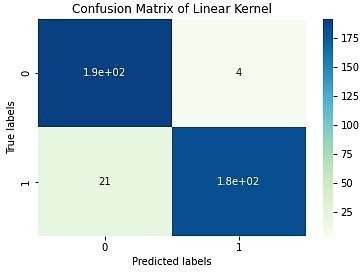 Confusion Matrix of Linear Kernel
175
150
125
100
75
50
25
True labels
0
1.9e+02
4
1
21
1.8e+02
0
1
Predicted labels